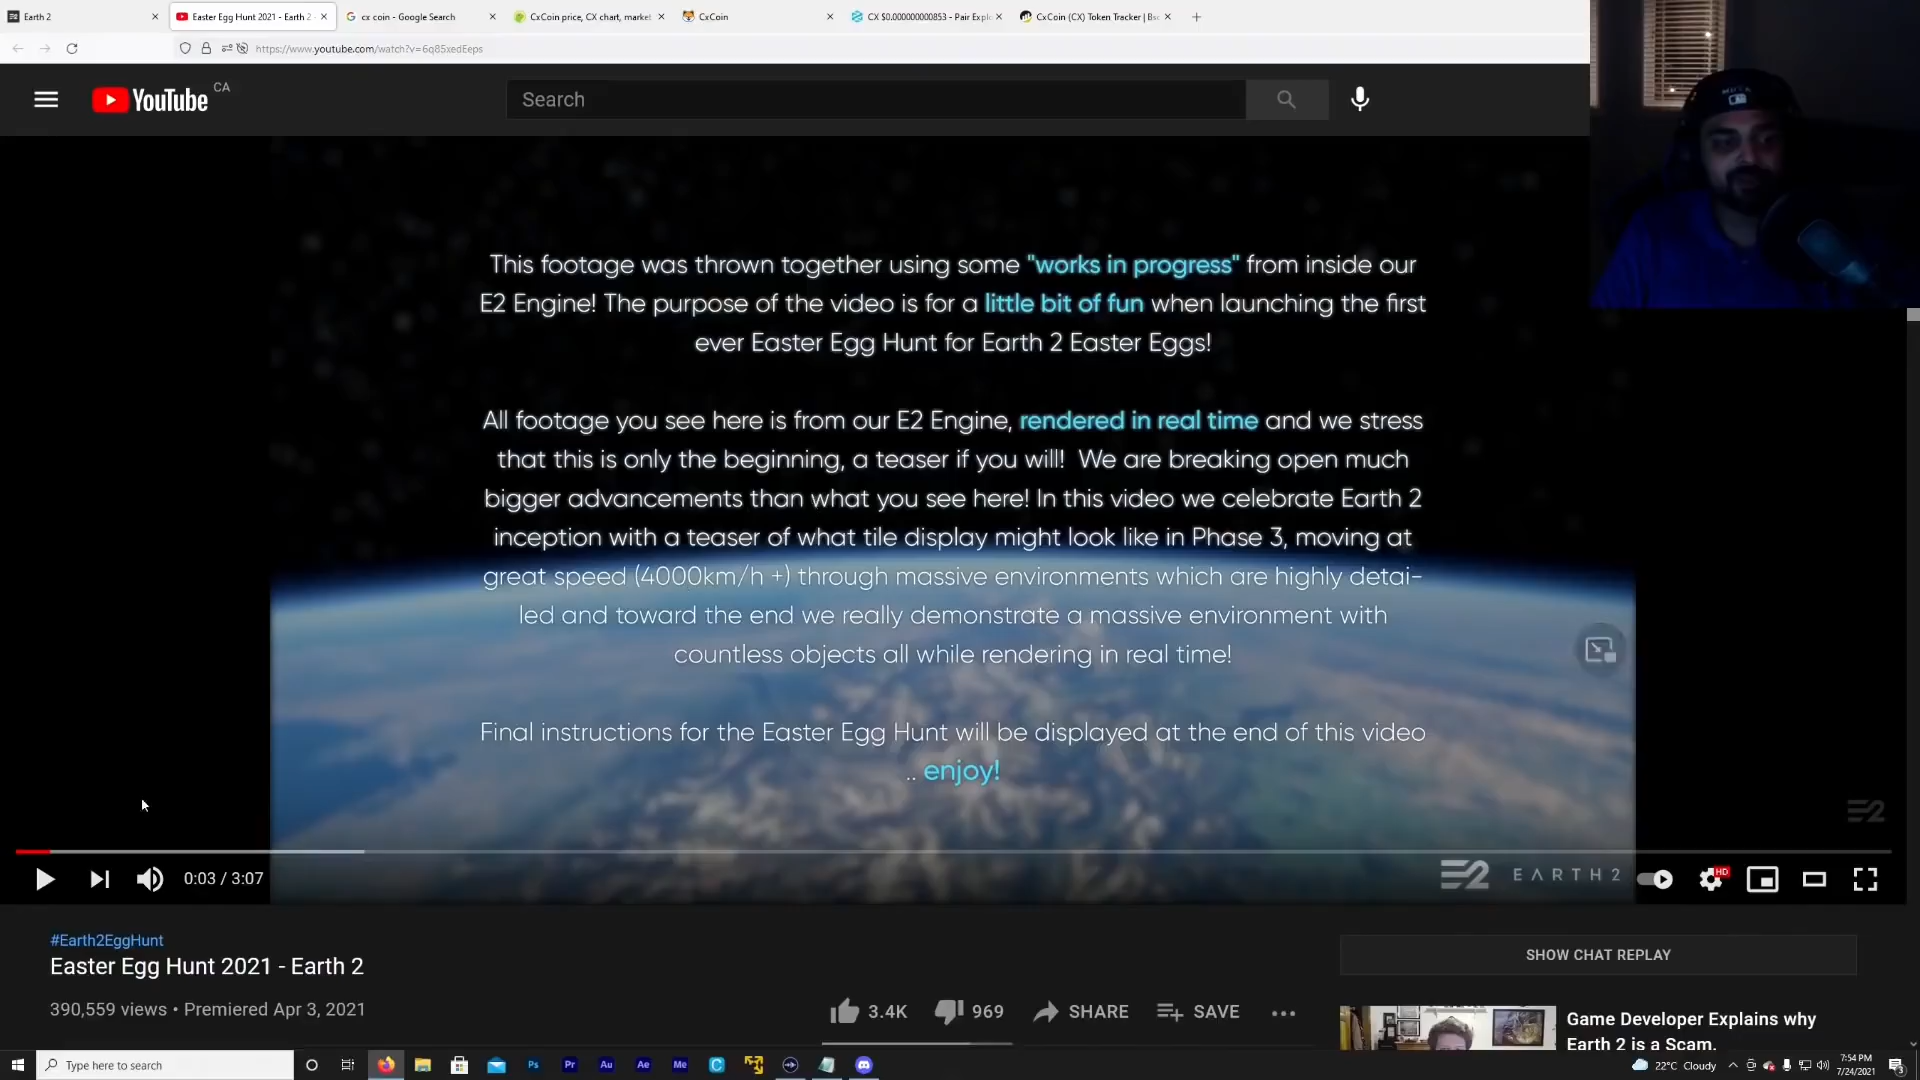 Earth 2
Easter Egg Hunt 2021 - Earth 2 -
cx coin - Google Search
CxCoin price, CX chart, market
CxCoin
CX $0.000000000853 - Pair Explo
CxCoin (CX) Token Tracker | Bsc
https://www.youtube.com/watch?v=6q85xedEeps
YouTube CA
Search
This footage was thrown together using some "works in progress" from inside our
E2 Engine! The purpose of the video is for a little bit of fun when launching the first
ever Easter Egg Hunt for Earth 2 Easter Eggs!
All footage you see here is from our E2 Engine, rendered in real time and we stress
that this is only the beginning, a teaser if you will! We are breaking open much
bigger advancements than what you see here! In this video we celebrate Earth 2
inception with a teaser of what tile display might look like in Phase 3, moving at
great speed (4000km/h +) through massive environments which are highly detai-
led and toward the end we really demonstrate a massive environment with
countless objects all while rendering in real time!
Final instructions for the Easter Egg Hunt will be displayed at the end of this video
.. enjoy!
0:03 / 3:07
EARTH 2
HD
#Earth2EggHunt
Easter Egg Hunt 2021 - Earth 2
390,559 views • Premiered Apr 3, 2021
3.4K
969
SHARE
SAVE
SHOW CHAT REPLAY
Game Developer Explains why
Earth 2 is a Scam.
Type here to search
Ps
Pr
Au
Ae
Me
22°C Cloudy
7:54 PM
7/24/2021